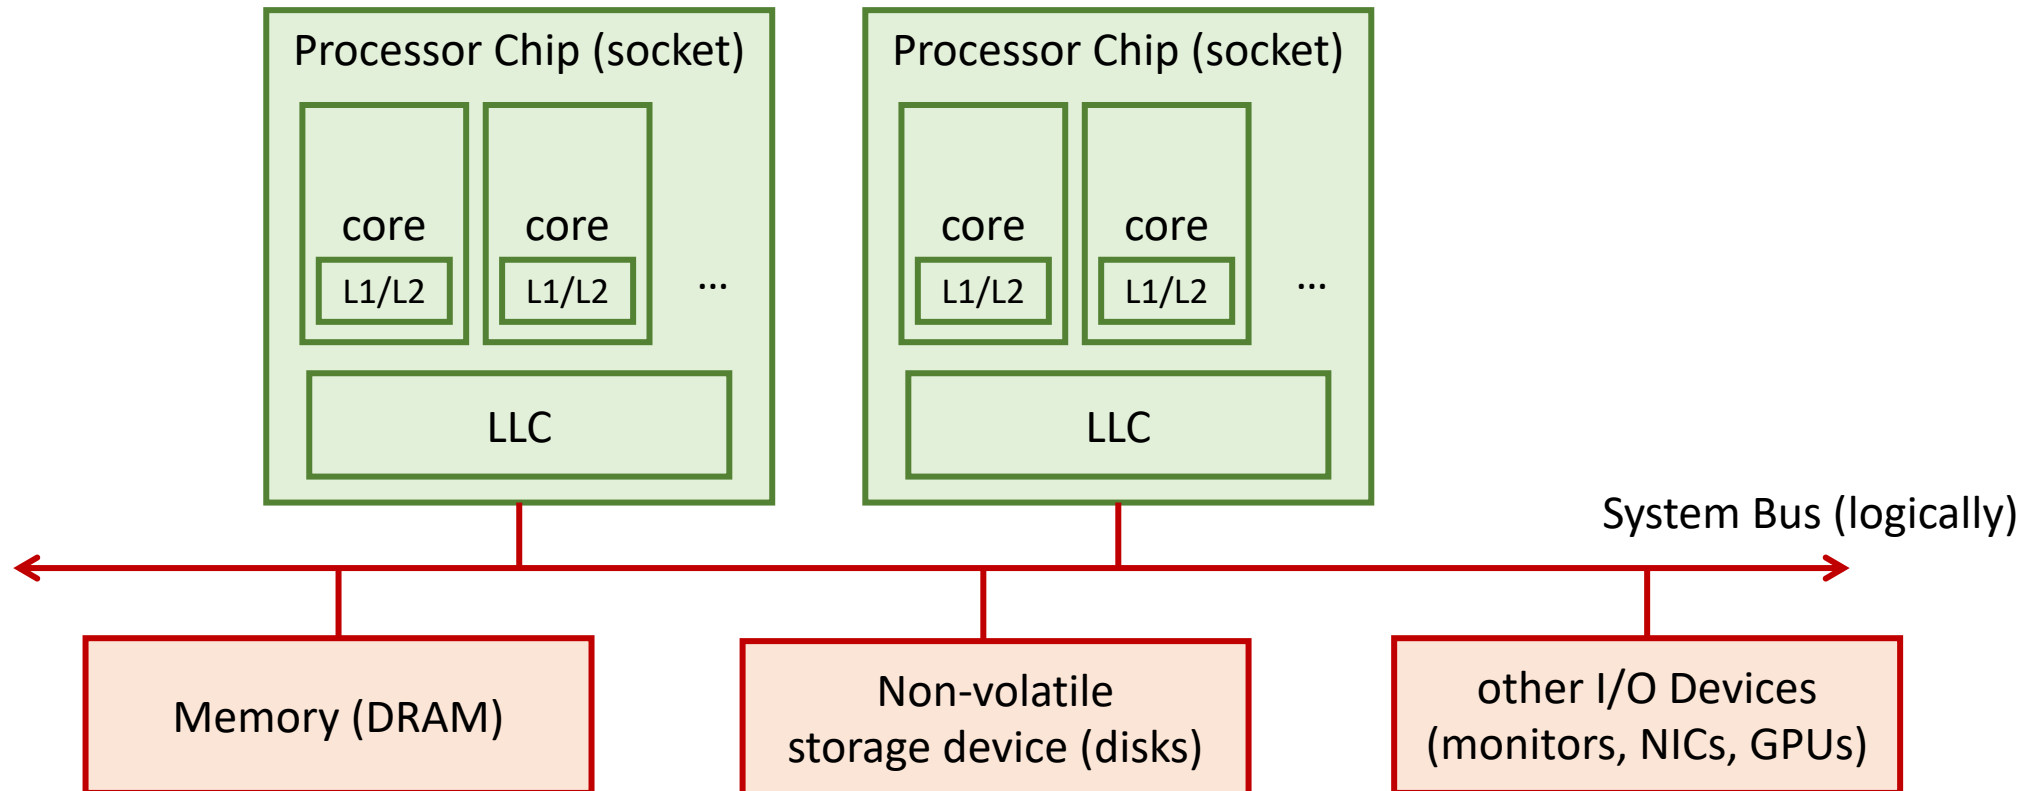 Processor Chip (socket)
core
L1/L2
core
L1/L2
...
LLC
Processor Chip (socket)
core
L1/L2
core
L1/L2
...
LLC
System Bus (logically)
Memory (DRAM)
Non-volatile
storage device (disks)
other I/O Devices
(monitors, NICs, GPUs)